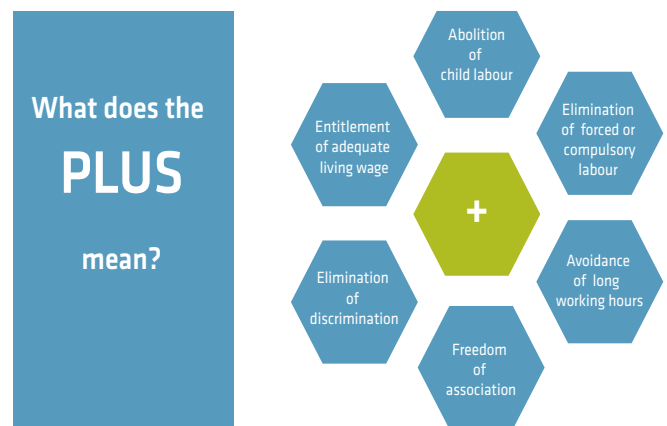 What does the
PLUS
mean?
Abolition
of
child labour
Elimination
of forced or
compulsory
labour
Entitlement
of adequate
living wage
+
Avoidance
of long
working hours
Elimination
of
discrimination
Freedom
of
association